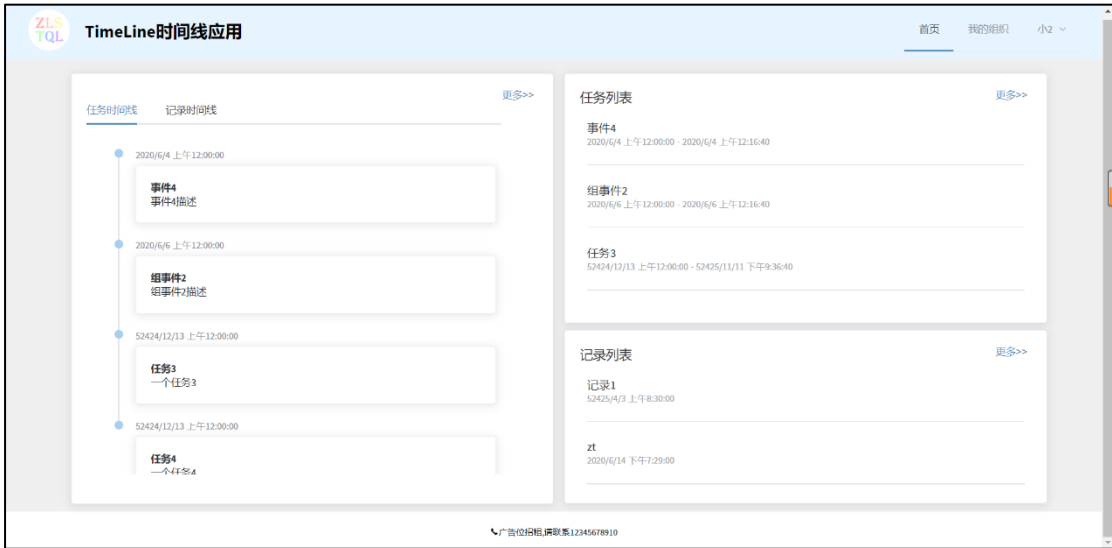 ZLS
TQL
TimeLine时间线应用
首页 我的组织 小2
任务时间线 记录时间线 更多>>
2020/6/4 上午12:00:00
事件4
事件4描述
2020/6/6 上午12:00:00
组事件2
组事件2描述
52424/12/13 上午12:00:00
任务3
一个任务3
52424/12/13 上午12:00:00
任务4
一个任务4
任务列表 更多>>
事件4
2020/6/4 上午12:00:00 - 2020/6/4 上午12:16:40
组事件2
2020/6/6 上午12:00:00 - 2020/6/6 上午12:16:40
任务3
52424/12/13 上午12:00:00 - 52425/11/11 下午9:36:40
记录列表 更多>>
记录1
52425/4/3 上午8:30:00
zt
2020/6/14 下午7:29:00
广告位招租,请联系12345678910